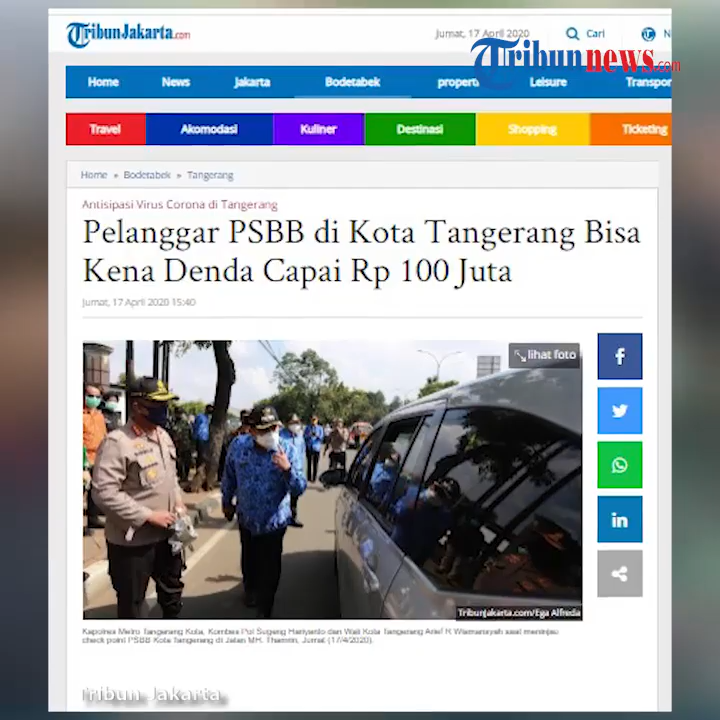 TribunJakarta.com
Jumat, 17 April 2020
Cari
N
Tribunnews.com
Home
News
Jakarta
Bodetabek
Leisure
Travel
Akomodasi
Kuliner
Destinasi
Shopping
Ticketing
Home » Bodetabek » Tangerang
Antisipasi Virus Corona di Tangerang
Pelanggar PSBB di Kota Tangerang Bisa
Kena Denda Capai Rp 100 Juta
Jumat, 17 April 2020 15:40
lihat foto
TribunJakarta.com/Ega Alfreda
Kapolres Metro Tangerang Kota, Kombes Pol Sugeng Hariyanto dan Wali Kota Tangerang Arief R Wismansyah saat meninjau
check point PSBB Kota Tangerang di Jalan MH. Thamrin, Jumat (17/4/2020).
Tribun Jakarta